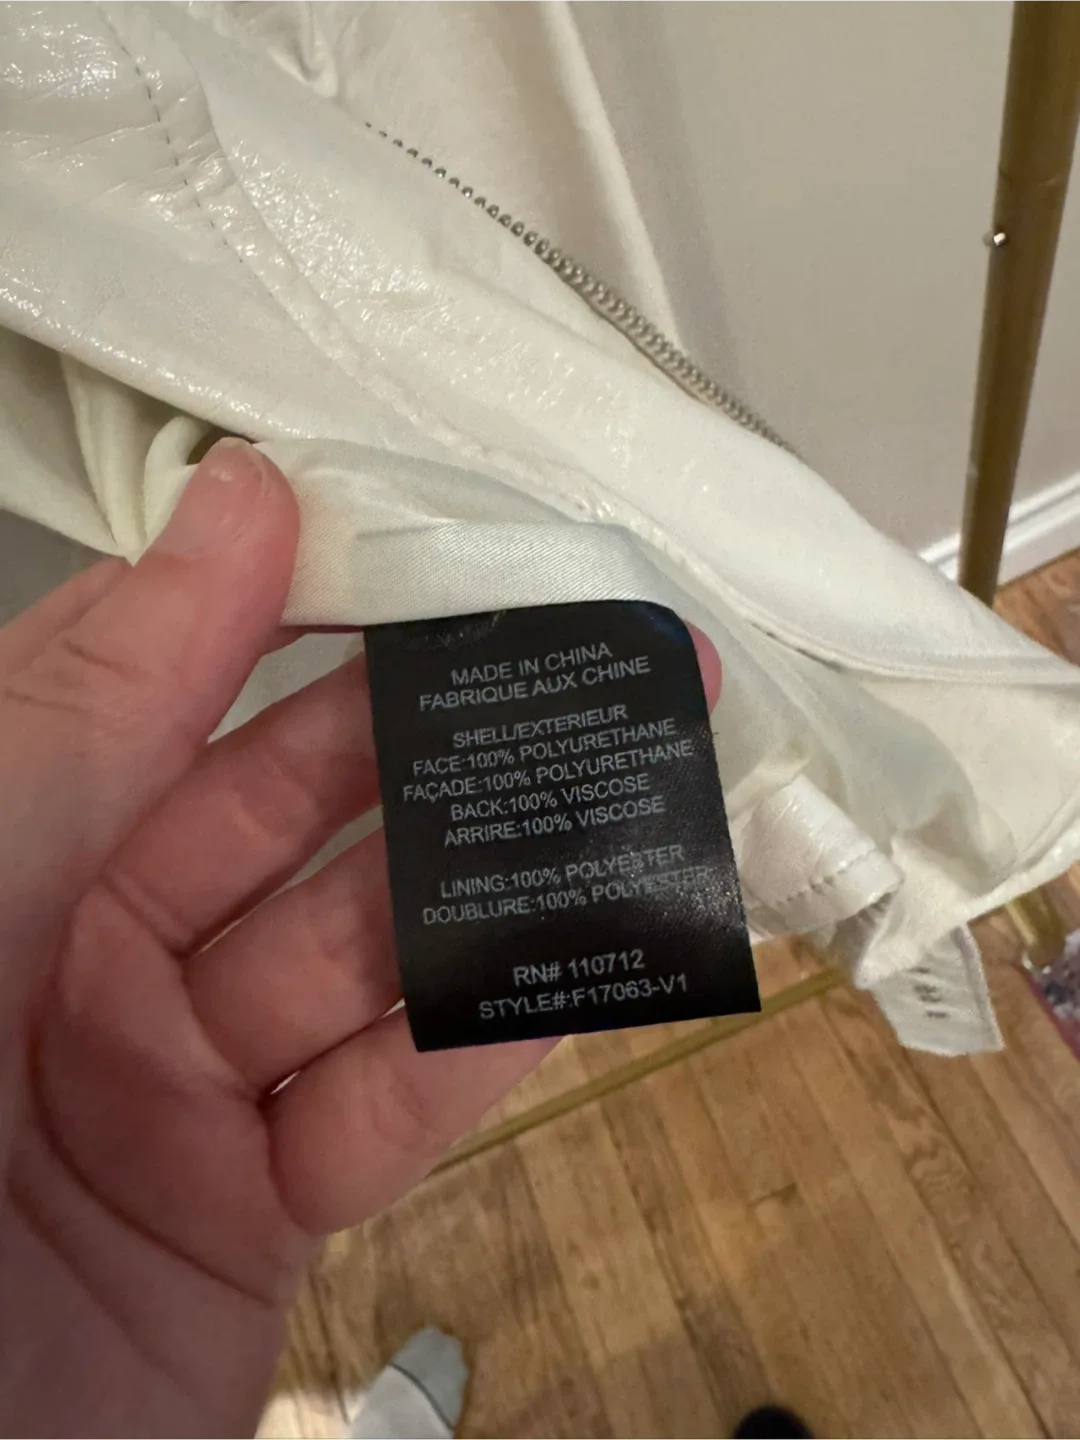 MADE IN CHINA
FABRIQUE AUX CHINE
SHELL/EXTERIEUR
FACE:100% POLYURETHANE
FAÇADE:100% POLYURETHANE
BACK:100% VISCOSE
ARRIRE:100% VISCOSE
LINING:100% POLYESTER
DOUBLURE:100% POLYESTER
RN# 110712
STYLE#:F17063-V1